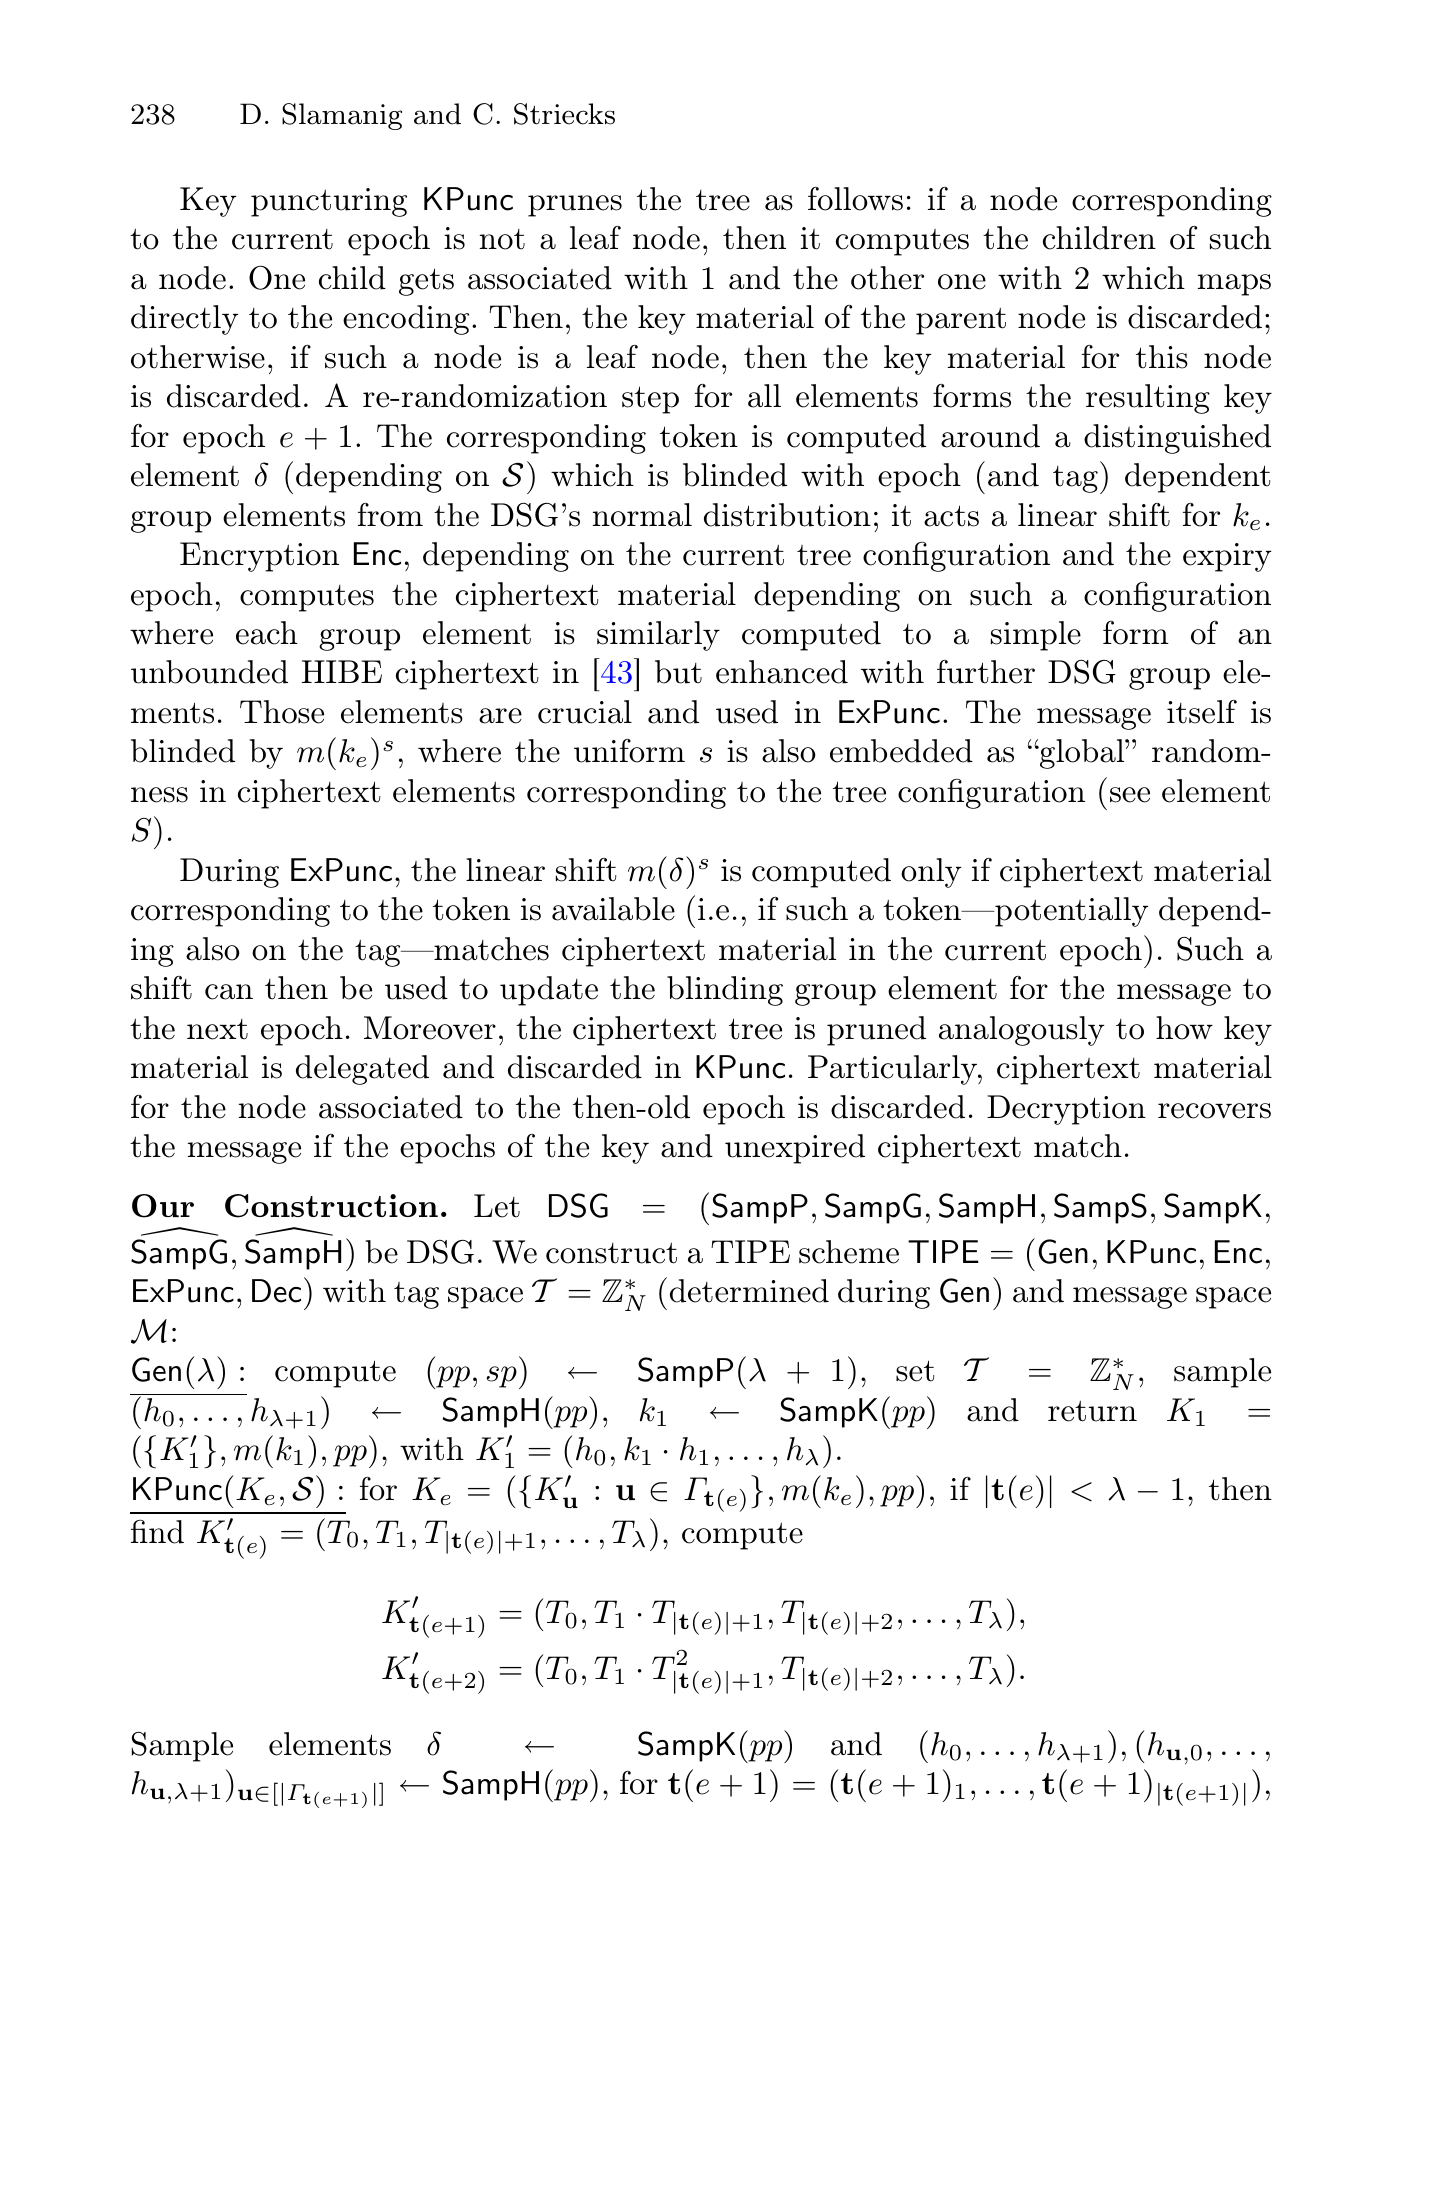 238 D. Slamanig and C. Striecks
Key puncturing KPunc prunes the tree as follows: if a node corresponding
to the current epoch is not a leaf node, then it computes the children of such
a node. One child gets associated with 1 and the other one with 2 which maps
directly to the encoding. Then, the key material of the parent node is discarded;
otherwise, if such a node is a leaf node, then the key material for this node
is discarded. A re-randomization step for all elements forms the resulting key
for epoch e + 1. The corresponding token is computed around a distinguished
element δ (depending on 𝒮) which is blinded with epoch (and tag) dependent
group elements from the DSG's normal distribution; it acts a linear shift for k_e.
Encryption Enc, depending on the current tree configuration and the expiry
epoch, computes the ciphertext material depending on such a configuration
where each group element is similarly computed to a simple form of an
unbounded HIBE ciphertext in [43] but enhanced with further DSG group ele-
ments. Those elements are crucial and used in ExPunc. The message itself is
blinded by m(k_e)^s, where the uniform s is also embedded as “global” random-
ness in ciphertext elements corresponding to the tree configuration (see element
S).
During ExPunc, the linear shift m(δ)^s is computed only if ciphertext material
corresponding to the token is available (i.e., if such a token—potentially depend-
ing also on the tag—matches ciphertext material in the current epoch). Such a
shift can then be used to update the blinding group element for the message to
the next epoch. Moreover, the ciphertext tree is pruned analogously to how key
material is delegated and discarded in KPunc. Particularly, ciphertext material
for the node associated to the then-old epoch is discarded. Decryption recovers
the message if the epochs of the key and unexpired ciphertext match.
Our Construction. Let DSG = (SampP, SampG, SampH, SampS, SampK,
\widehat{SampG}, \widehat{SampH}) be DSG. We construct a TIPE scheme TIPE = (Gen, KPunc, Enc,
ExPunc, Dec) with tag space 𝒯 = ℤ*_N (determined during Gen) and message space
ℳ:
Gen(λ) : compute (pp, sp) ← SampP(λ + 1), set 𝒯 = ℤ*_N, sample
(h_0, . . . , h_{λ+1}) ← SampH(pp), k_1 ← SampK(pp) and return K_1 =
({K'_1}, m(k_1), pp), with K'_1 = (h_0, k_1 · h_1, . . . , h_λ).
KPunc(K_e, 𝒮) : for K_e = ({K'_𝐮 : 𝐮 ∈ Γ_{𝐭(e)}}, m(k_e), pp), if |𝐭(e)| < λ − 1, then
find K'_{𝐭(e)} = (T_0, T_1, T_{|𝐭(e)|+1}, . . . , T_λ), compute
K'_{𝐭(e+1)} = (T_0, T_1 · T_{|𝐭(e)|+1}, T_{|𝐭(e)|+2}, . . . , T_λ),
K'_{𝐭(e+2)} = (T_0, T_1 · T^2_{|𝐭(e)|+1}, T_{|𝐭(e)|+2}, . . . , T_λ).
Sample elements δ ← SampK(pp) and (h_0, . . . , h_{λ+1}), (h_{𝐮,0}, . . . ,
h_{𝐮,λ+1})_{𝐮∈[|Γ_{𝐭(e+1)}|]} ← SampH(pp), for 𝐭(e + 1) = (𝐭(e + 1)_1, . . . , 𝐭(e + 1)_{|𝐭(e+1)|}),